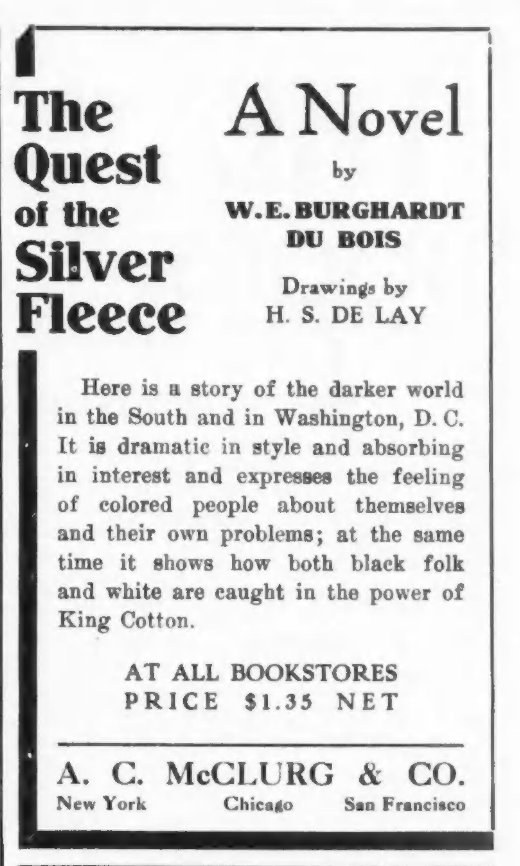 The
Quest
of the
Silver
Fleece
A Novel
by
W.E. BURGHARDT
DU BOIS
Drawings by
H. S. DE LAY
Here is a story of the darker world
in the South and in Washington, D. C.
It is dramatic in style and absorbing
in interest and expresses the feeling
of colored people about themselves
and their own problems; at the same
time it shows how both black folk
and white are caught in the power of
King Cotton.
AT ALL BOOKSTORES
PRICE $1.35 NET
A. C. McCLURG & CO.
New York Chicago San Francisco